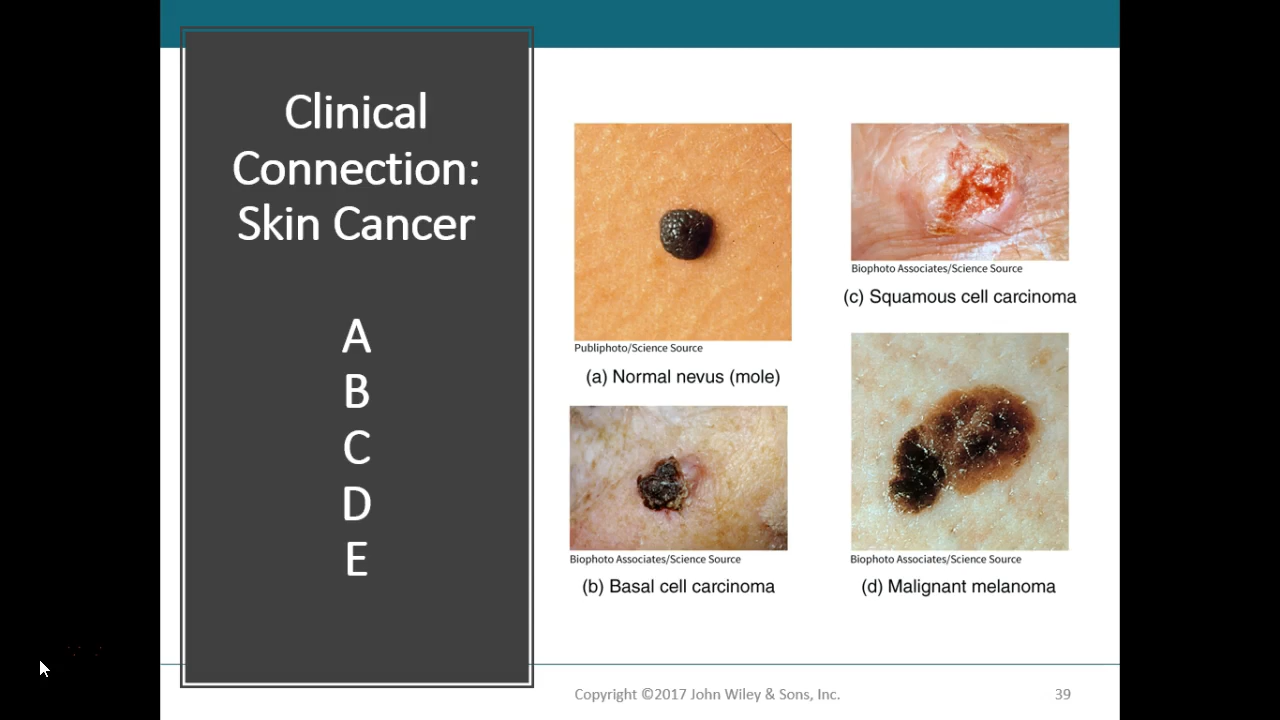 Clinical
Connection:
Skin Cancer
A
B
C
D
E
Publiphoto/Science Source
(a) Normal nevus (mole)
Biophoto Associates/Science Source
(b) Basal cell carcinoma
Biophoto Associates/Science Source
(c) Squamous cell carcinoma
Biophoto Associates/Science Source
(d) Malignant melanoma
Copyright ©2017 John Wiley & Sons, Inc.
39